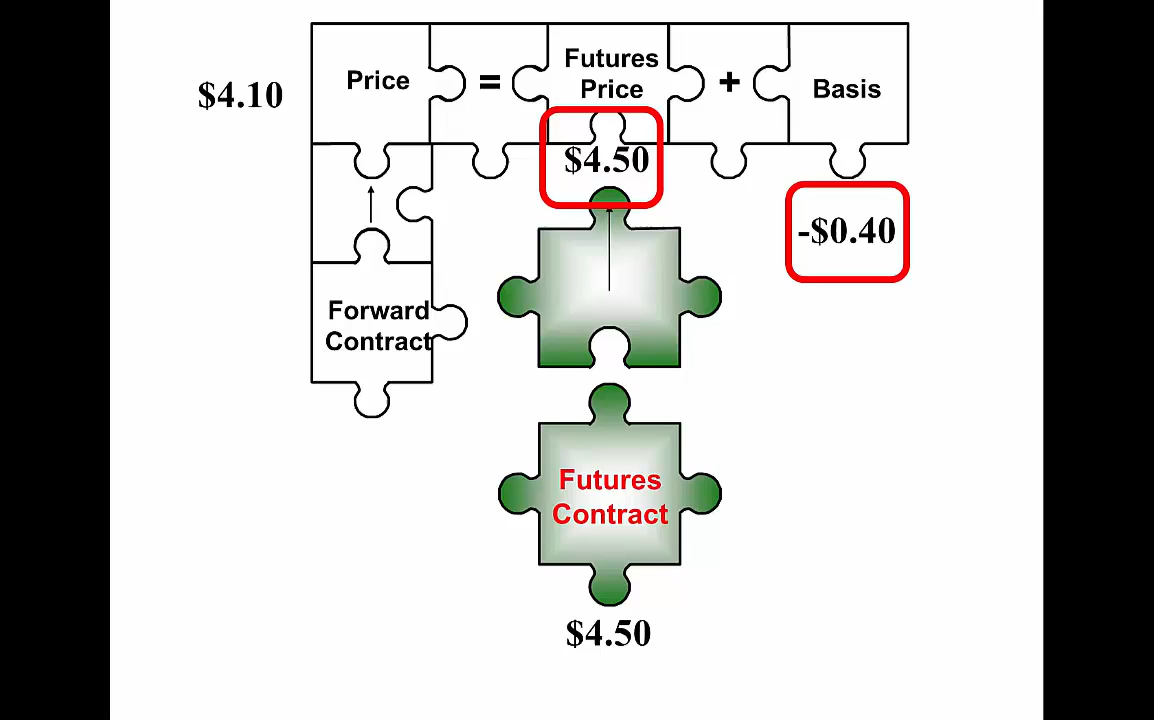 $4.10
Price
=
Futures
Price
+
Basis
$4.50
-$0.40
Forward
Contract
Futures
Contract
$4.50